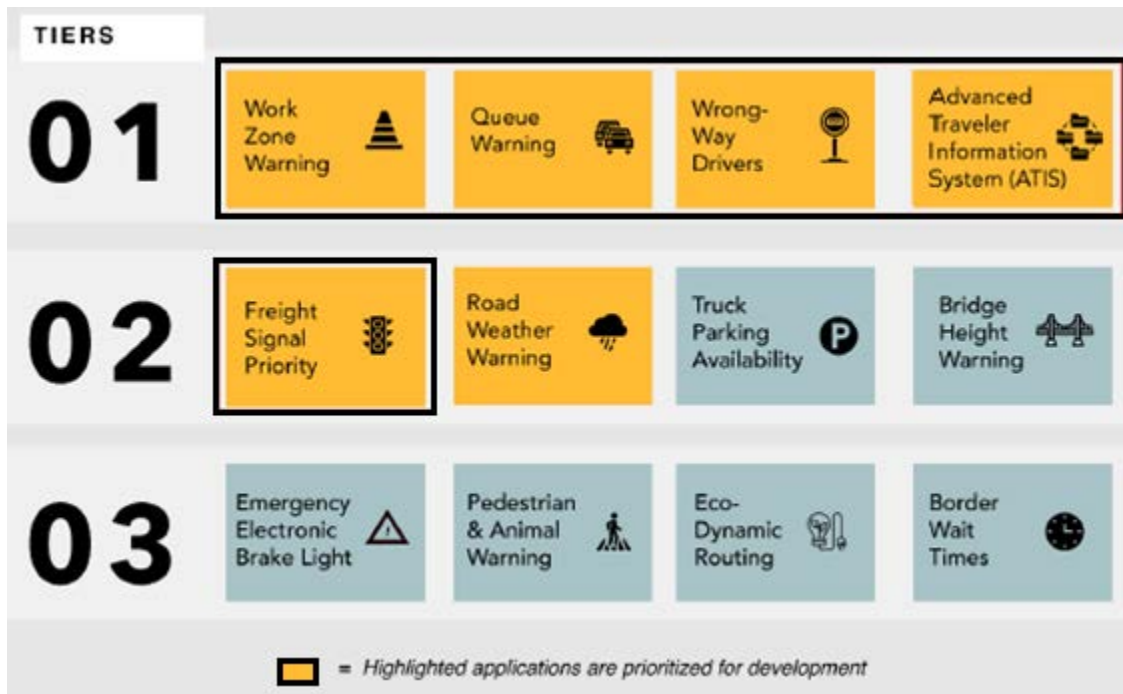 TIERS
01
Work
Zone
Warning
Queue
Warning
Wrong-
Way
Drivers
Advanced
Traveler
Information
System (ATIS)
02
Freight
Signal
Priority
Road
Weather
Warning
Truck
Parking
Availability
P
Bridge
Height
Warning
03
Emergency
Electronic
Brake Light
Pedestrian
& Animal
Warning
Eco-
Dynamic
Routing
Border
Wait
Times
= Highlighted applications are prioritized for development